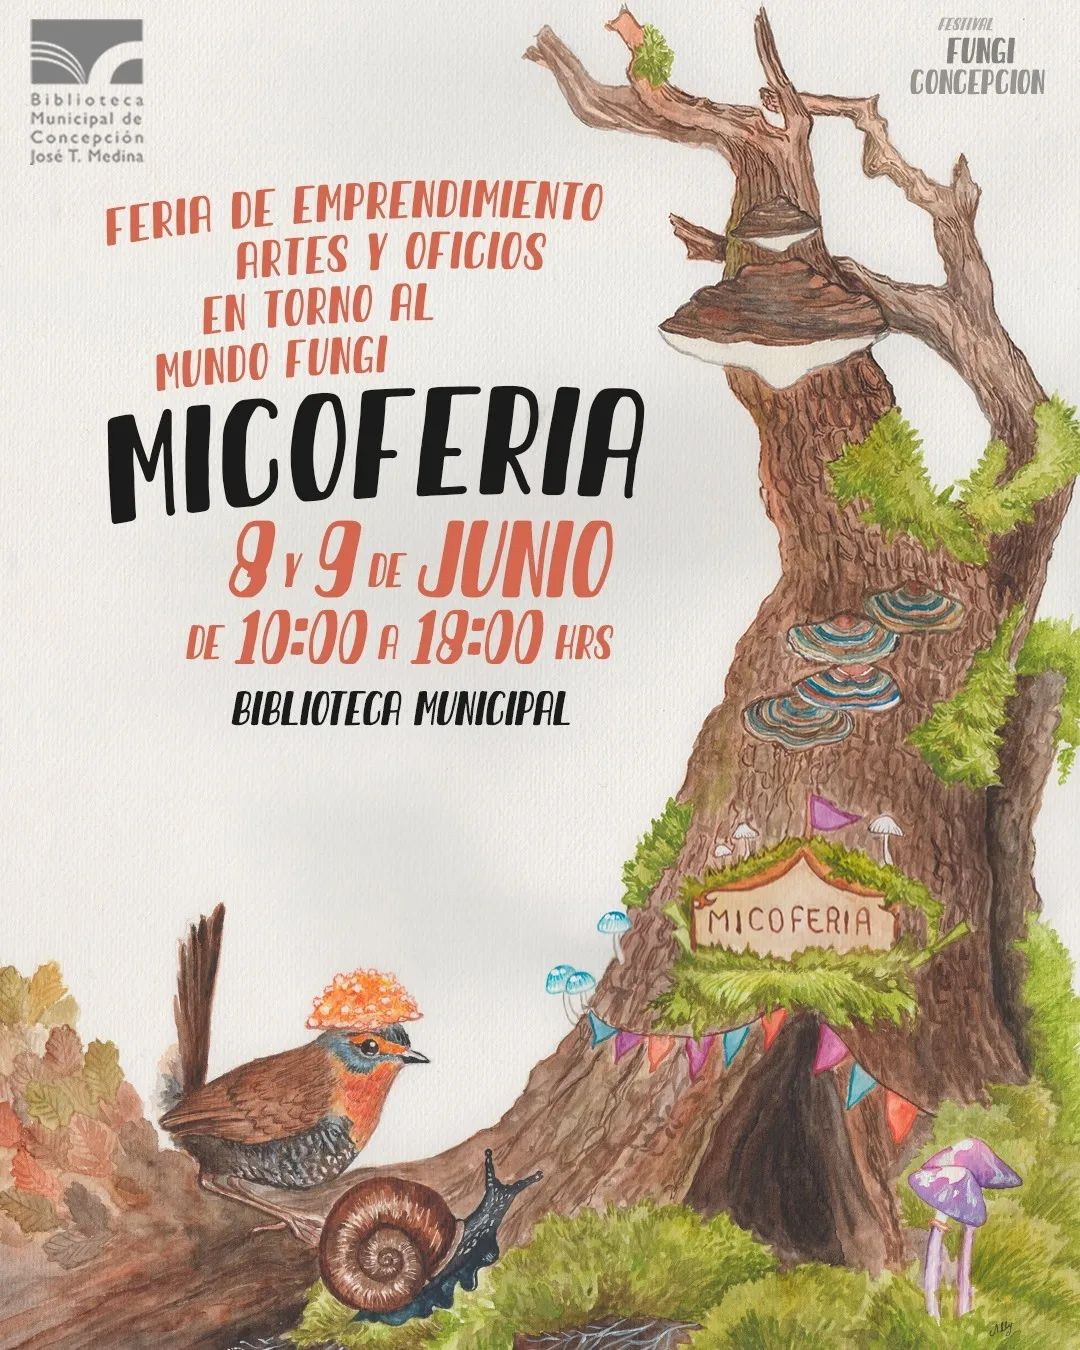 Biblioteca
Municipal de
Concepción
José T. Medina
FESTIVAL
FUNGI
CONCEPCION
FERIA DE EMPRENDIMIENTO
ARTES Y OFICIOS
EN TORNO AL
MUNDO FUNGI
MICOFERIA
8 Y 9 DE JUNIO
DE 10:00 A 18:00 HRS
BIBLIOTECA MUNICIPAL
MICOFERIA